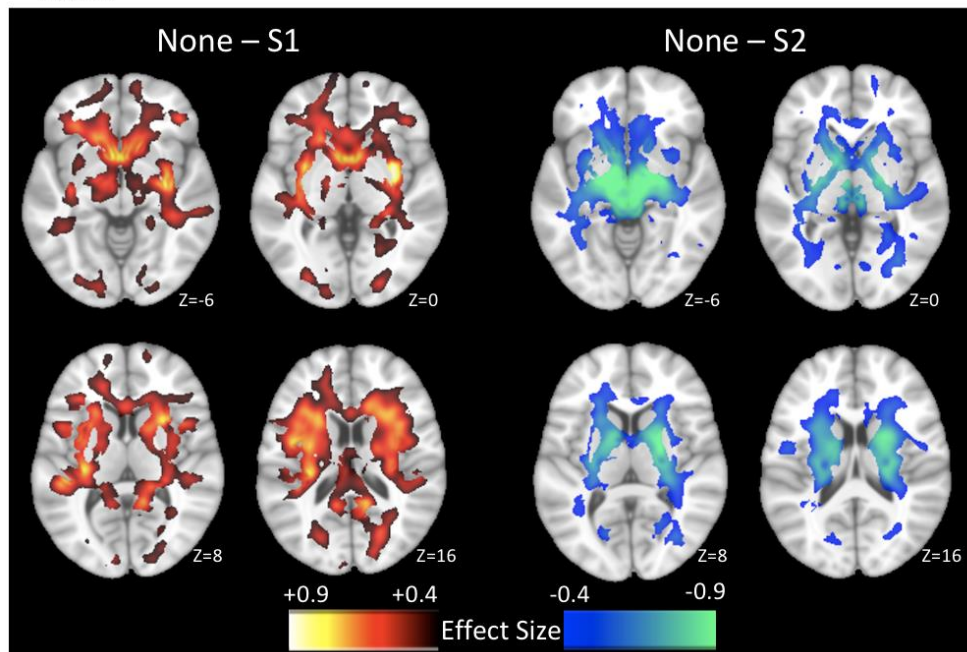 None – S1
None – S2
Z=-6
Z=0
Z=-6
Z=0
Z=8
Z=16
Z=8
Z=16
+0.9
+0.4
Effect Size
-0.4
-0.9